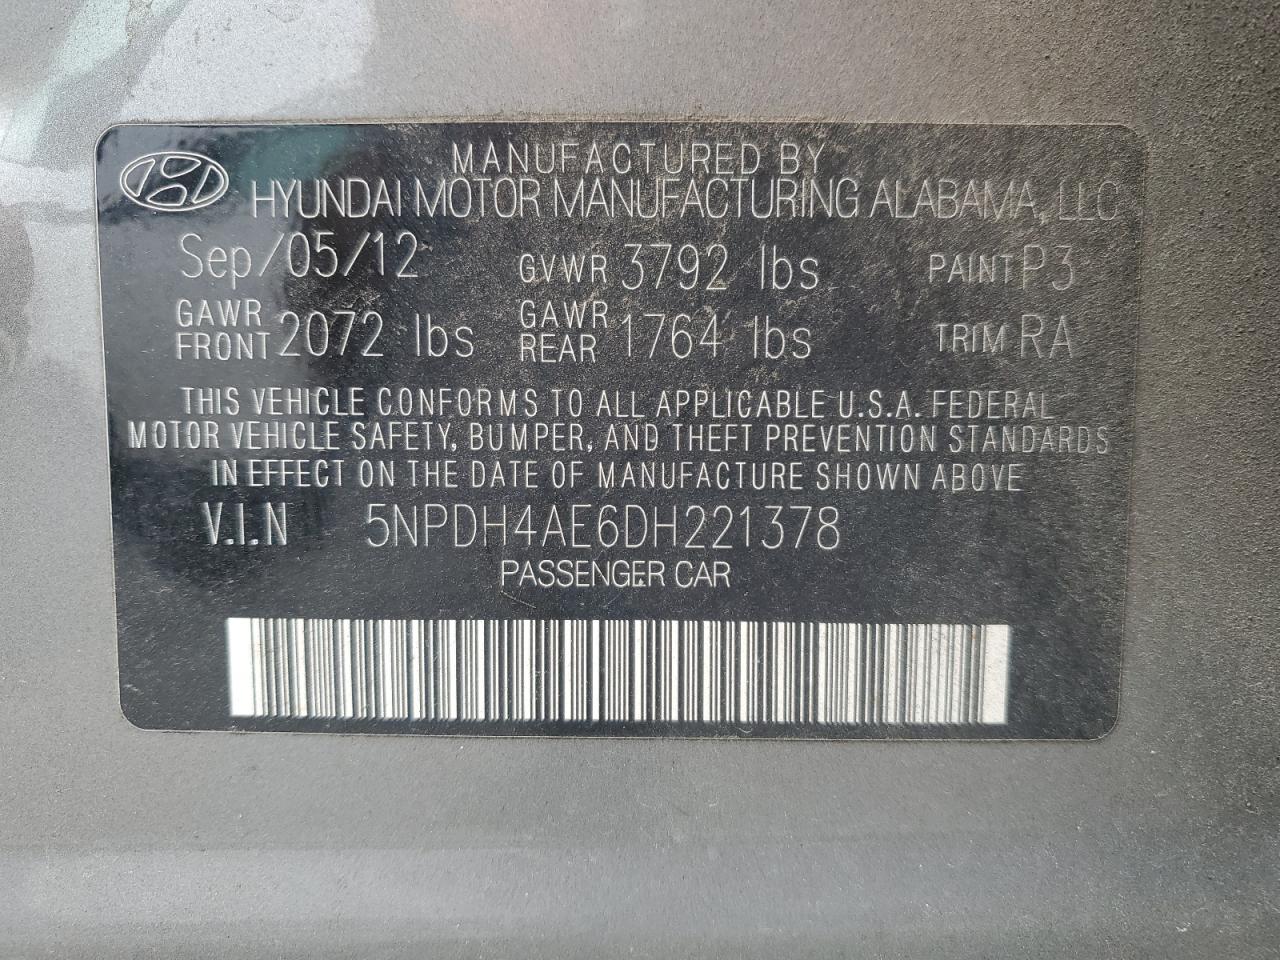 MANUFACTURED BY
HYUNDAI MOTOR MANUFACTURING ALABAMA, LLC
Sep/05/12 GVWR 3792 lbs PAINT P3
GAWR FRONT 2072 lbs GAWR REAR 1764 lbs TRIM RA
THIS VEHICLE CONFORMS TO ALL APPLICABLE U.S.A. FEDERAL
MOTOR VEHICLE SAFETY, BUMPER, AND THEFT PREVENTION STANDARDS
IN EFFECT ON THE DATE OF MANUFACTURE SHOWN ABOVE
V.I.N 5NPDH4AE6DH221378
PASSENGER CAR